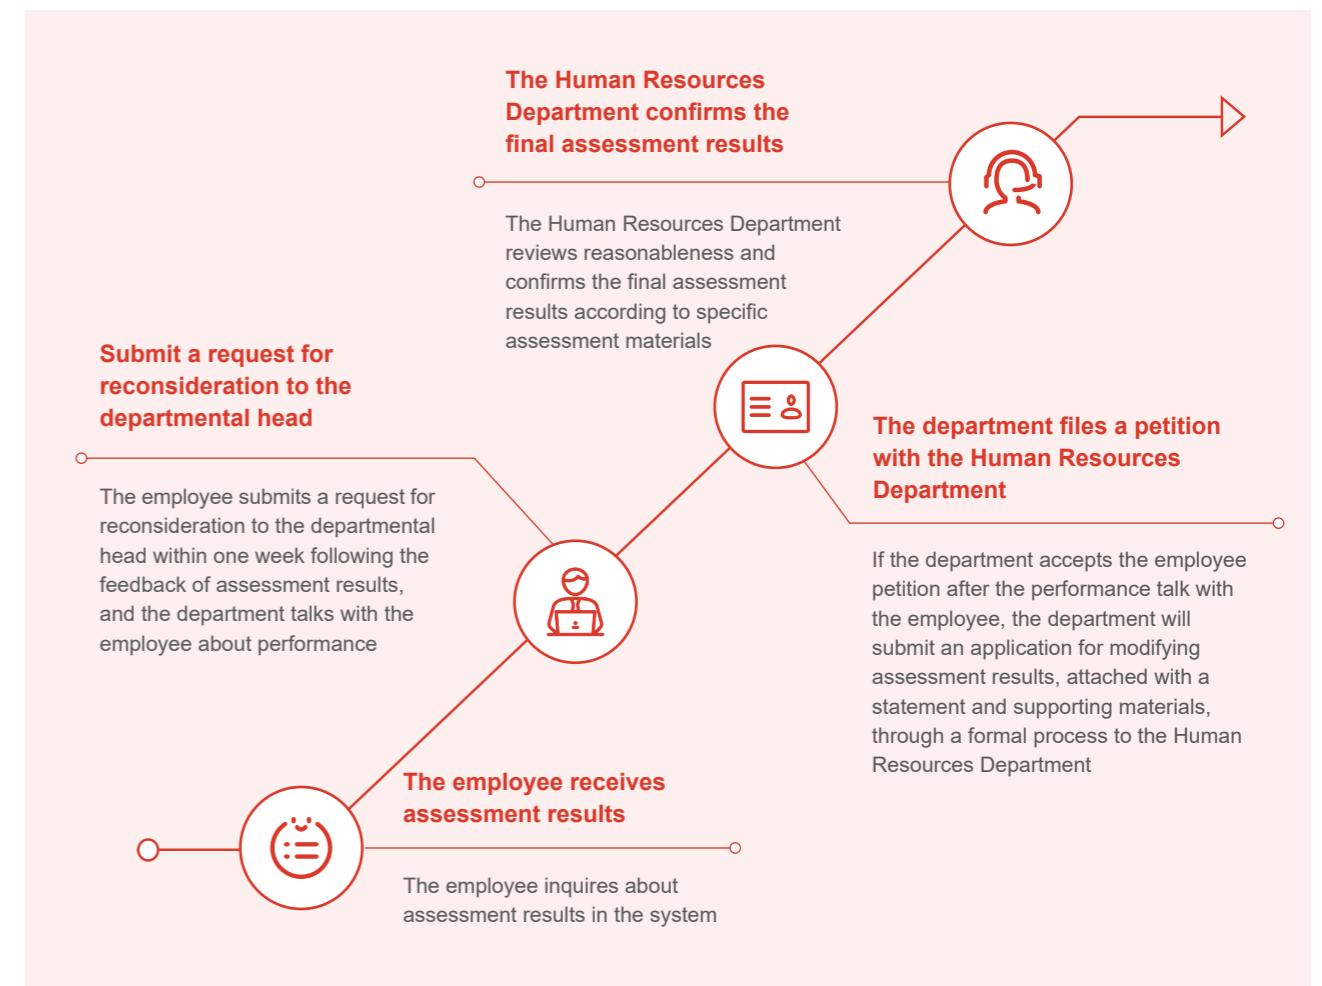 The Human Resources
Department confirms the
final assessment results
The Human Resources Department
reviews reasonableness and
confirms the final assessment
results according to specific
assessment materials
Submit a request for
reconsideration to the
departmental head
The employee submits a request for
reconsideration to the departmental
head within one week following the
feedback of assessment results,
and the department talks with the
employee about performance
The department files a petition
with the Human Resources
Department
If the department accepts the employee
petition after the performance talk with
the employee, the department will
submit an application for modifying
assessment results, attached with a
statement and supporting materials,
through a formal process to the Human
Resources Department
The employee receives
assessment results
The employee inquires about
assessment results in the system